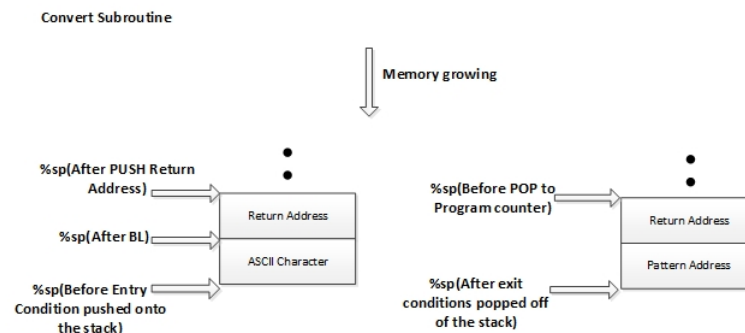 Convert Subroutine
Memory growing
%sp(After PUSH Return
Address)
Return Address
%sp(After BL)
ASCII Character
%sp(Before Entry
Condition pushed onto
the stack)
%sp(Before POP to
Program counter)
Return Address
Pattern Address
%sp(After exit
conditions popped off
of the stack)